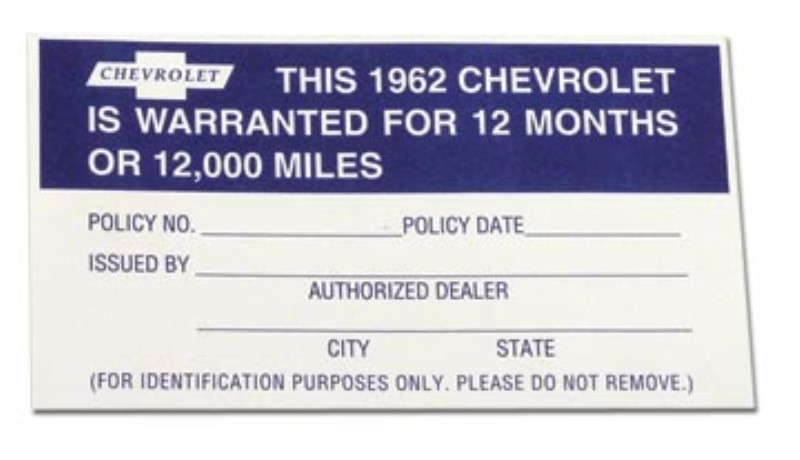 CHEVROLET THIS 1962 CHEVROLET
IS WARRANTED FOR 12 MONTHS
OR 12,000 MILES
POLICY NO. POLICY DATE
ISSUED BY
AUTHORIZED DEALER
CITY STATE
(FOR IDENTIFICATION PURPOSES ONLY. PLEASE DO NOT REMOVE.)